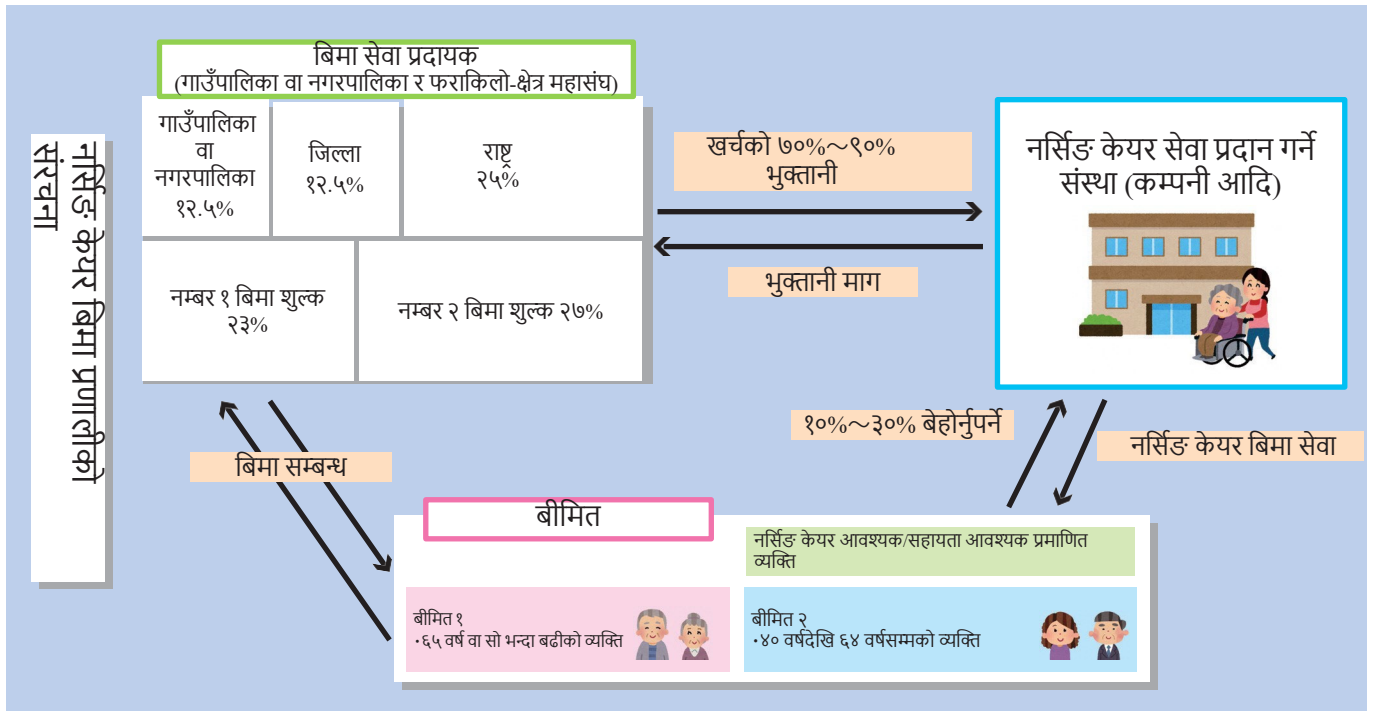 नर्सिङ केयर बिमा प्रणालीको
संरचना
बिमा सेवा प्रदायक
(गाउँपालिका वा नगरपालिका र फराकिलो-क्षेत्र महासंघ)
गाउँपालिका
वा
नगरपालिका
१२.५%
जिल्ला
१२.५%
राष्ट्र
२५%
नम्बर १ बिमा शुल्क
२३%
नम्बर २ बिमा शुल्क २७%
खर्चको ७०%～९०%
भुक्तानी
भुक्तानी माग
नर्सिङ केयर सेवा प्रदान गर्ने
संस्था (कम्पनी आदि)
१०%～३०% बेहोर्नुपर्ने
नर्सिङ केयर बिमा सेवा
बिमा सम्बन्ध
बीमित
नर्सिङ केयर आवश्यक/सहायता आवश्यक प्रमाणित
व्यक्ति
बीमित १
･६५ वर्ष वा सो भन्दा बढीको व्यक्ति
बीमित २
･४० वर्षदेखि ६४ वर्षसम्मको व्यक्ति